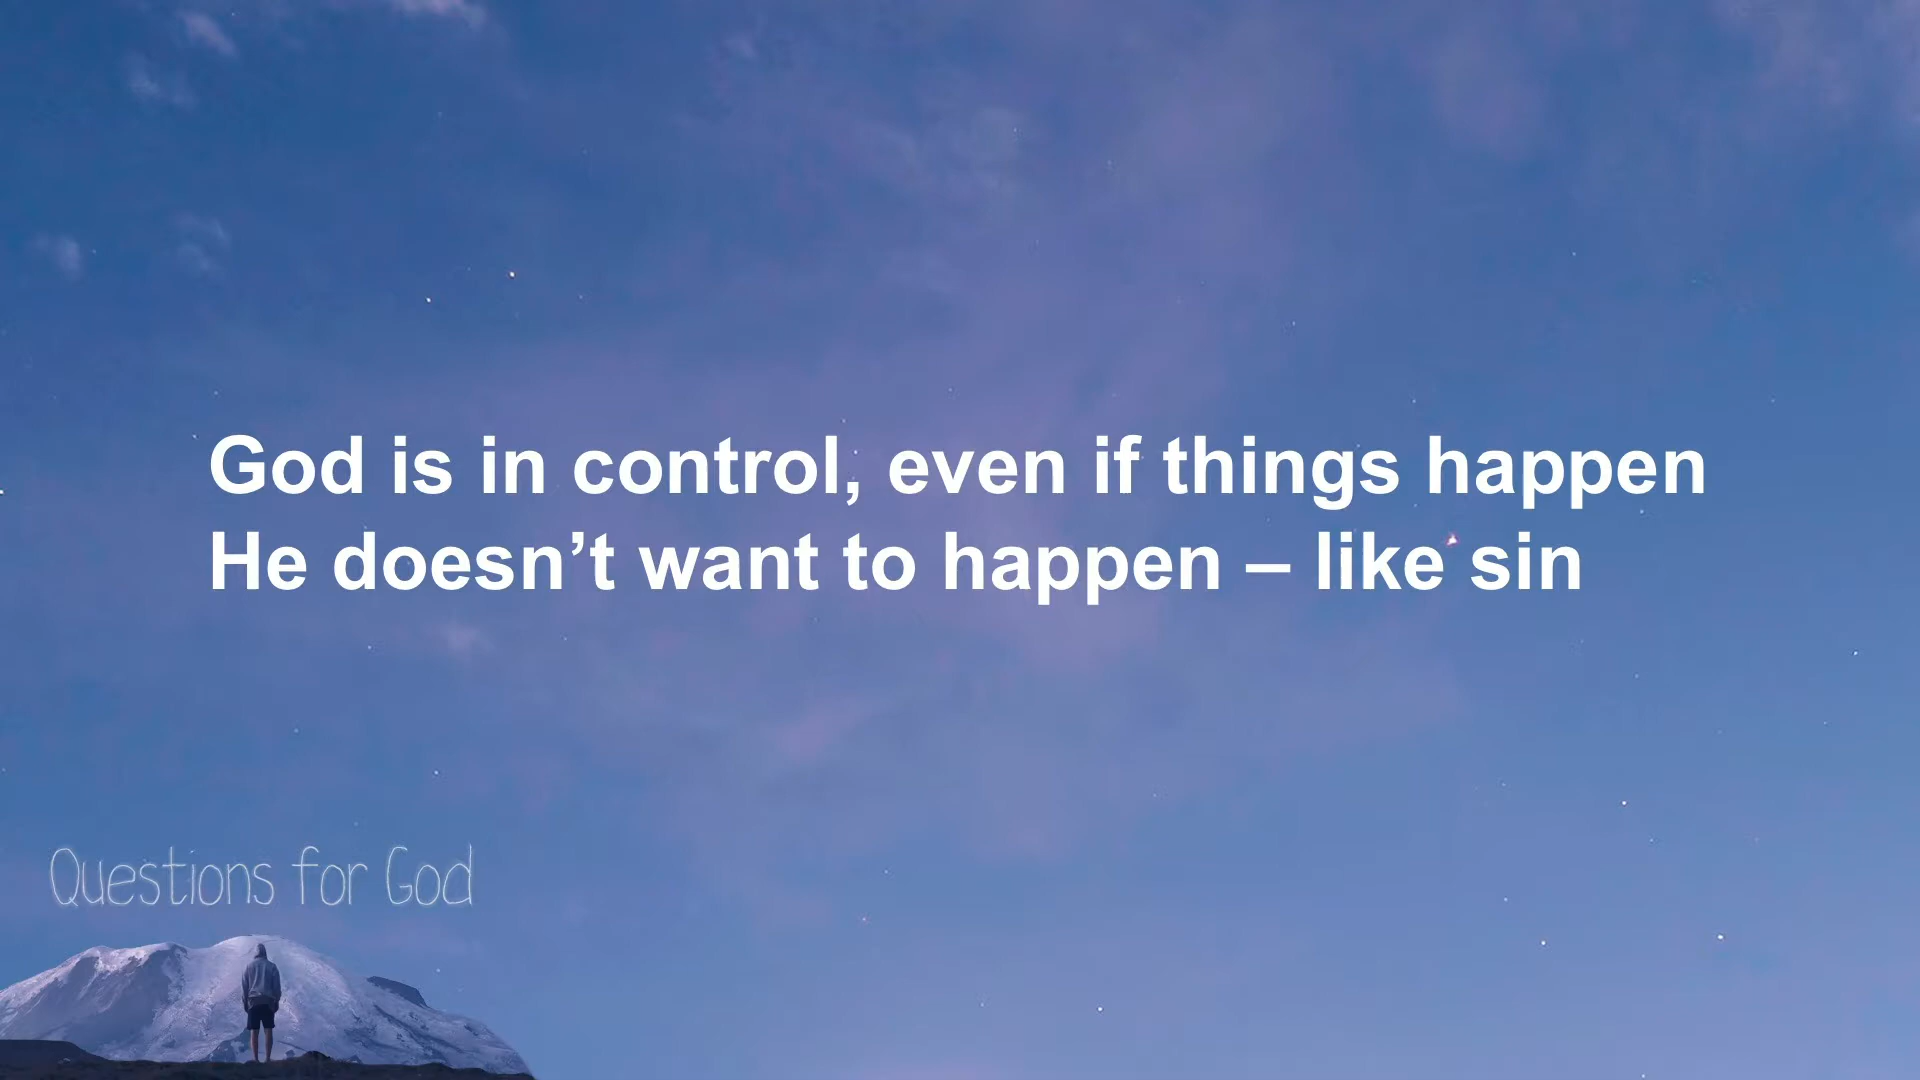 God is in control, even if things happen
He doesn’t want to happen – like sin
Questions for God